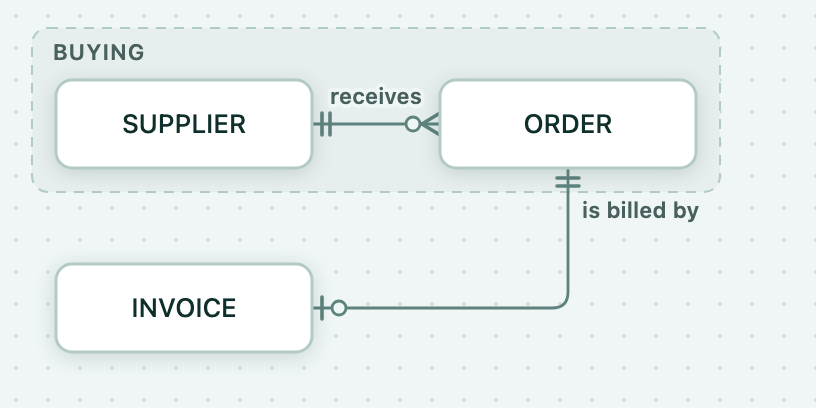 BUYING
SUPPLIER
receives
ORDER
is billed by
INVOICE